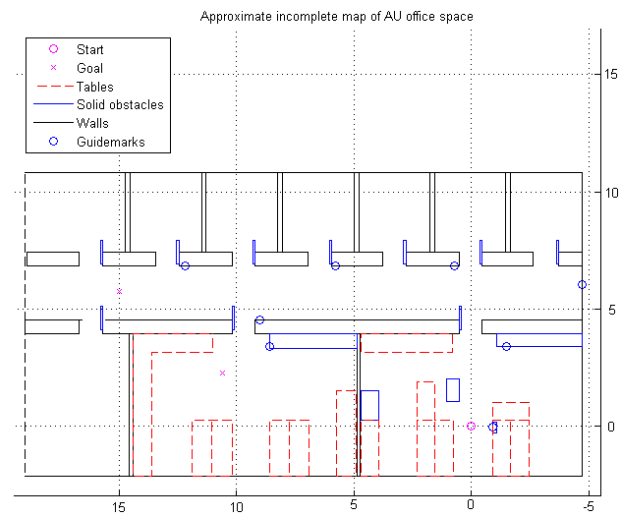 Approximate incomplete map of AU office space
Start
Goal
Tables
Solid obstacles
Walls
Guidemarks
15
10
5
0
15
10
5
0
-5
-5